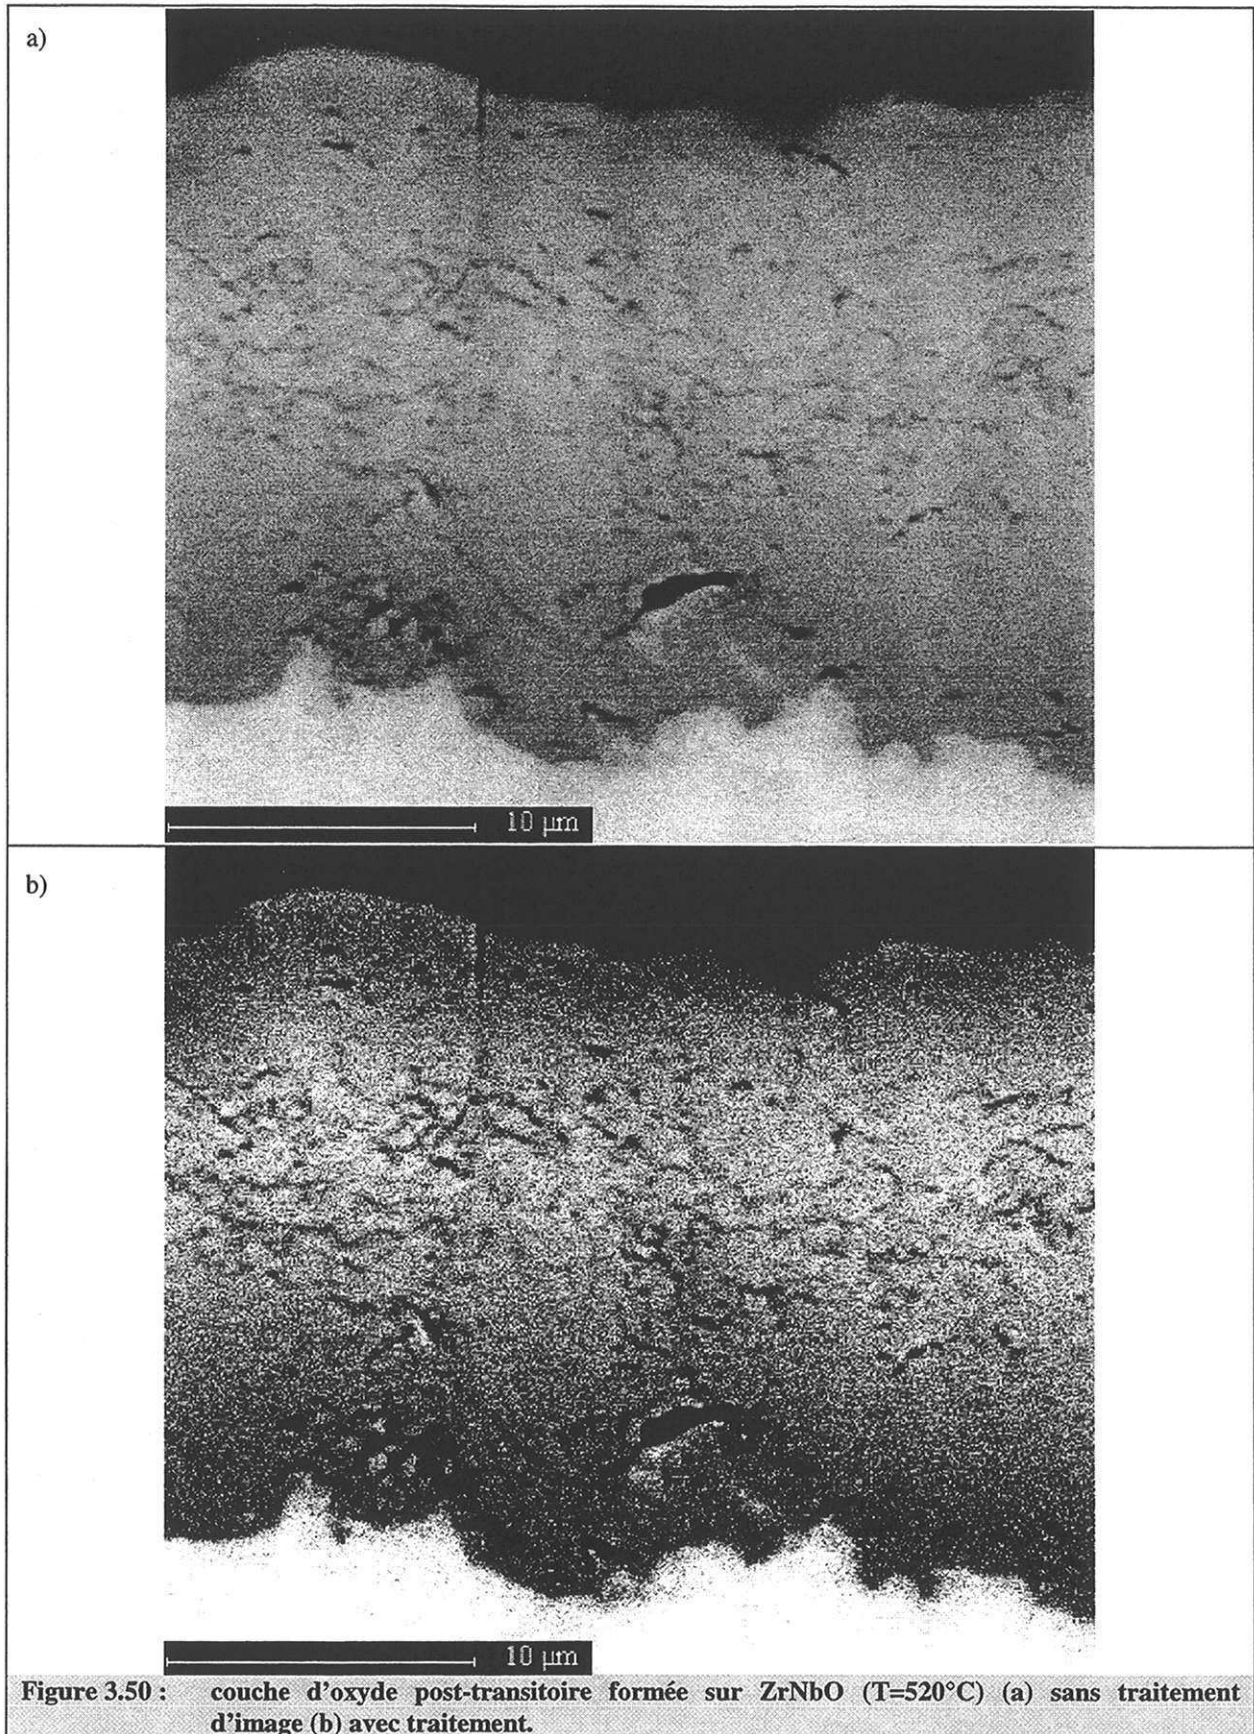 a)
10 µm
b)
10 µm
Figure 3.50 : couche d'oxyde post-transitoire formée sur ZrNbO (T=520°C) (a) sans traitement
d'image (b) avec traitement.